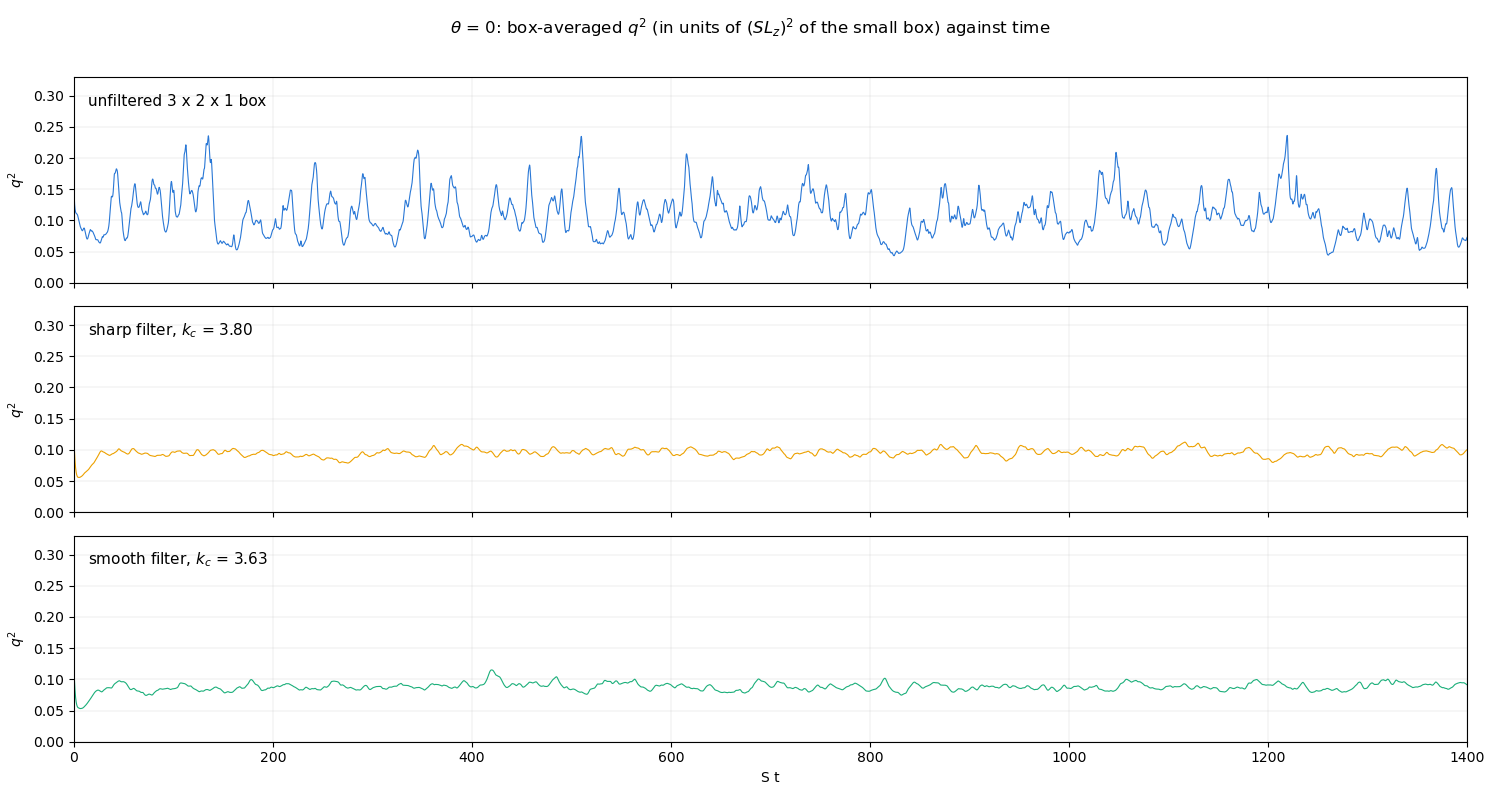 θ = 0: box-averaged q² (in units of (SL_z)² of the small box) against time
unfiltered 3 x 2 x 1 box
0.30
0.25
0.20
0.15
0.10
0.05
0.00
q²
sharp filter, k_c = 3.80
0.30
0.25
0.20
0.15
0.10
0.05
0.00
q²
smooth filter, k_c = 3.63
0.30
0.25
0.20
0.15
0.10
0.05
0.00
q²
0 200 400 600 800 1000 1200 1400
S t